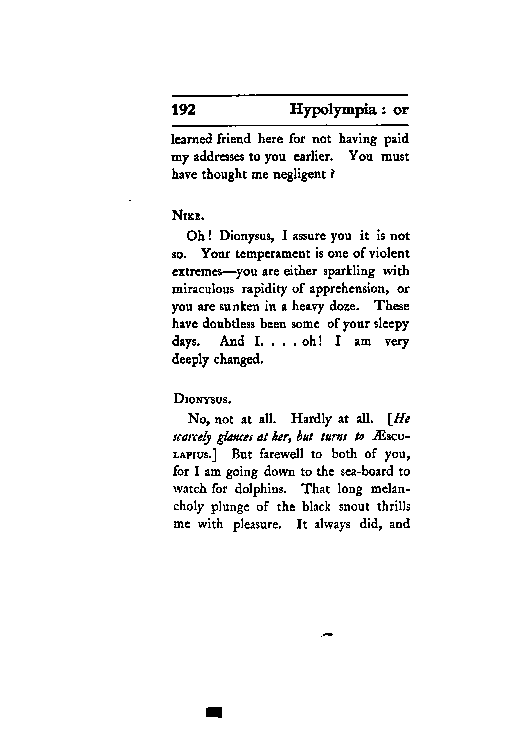 192 Hypolympia : or
learned friend here for not having paid
my addresses to you earlier. You must
have thought me negligent ?
NIKE.
Oh ! Dionysus, I assure you it is not
so. Your temperament is one of violent
extremes—you are either sparkling with
miraculous rapidity of apprehension, or
you are sunken in a heavy doze. These
have doubtless been some of your sleepy
days. And I. . . . oh! I am very
deeply changed.
DIONYSUS.
No, not at all. Hardly at all. [He
scarcely glances at her, but turns to ÆSCU-
LAPIUS.] But farewell to both of you,
for I am going down to the sea-board to
watch for dolphins. That long melan-
choly plunge of the black snout thrills
me with pleasure. It always did, and